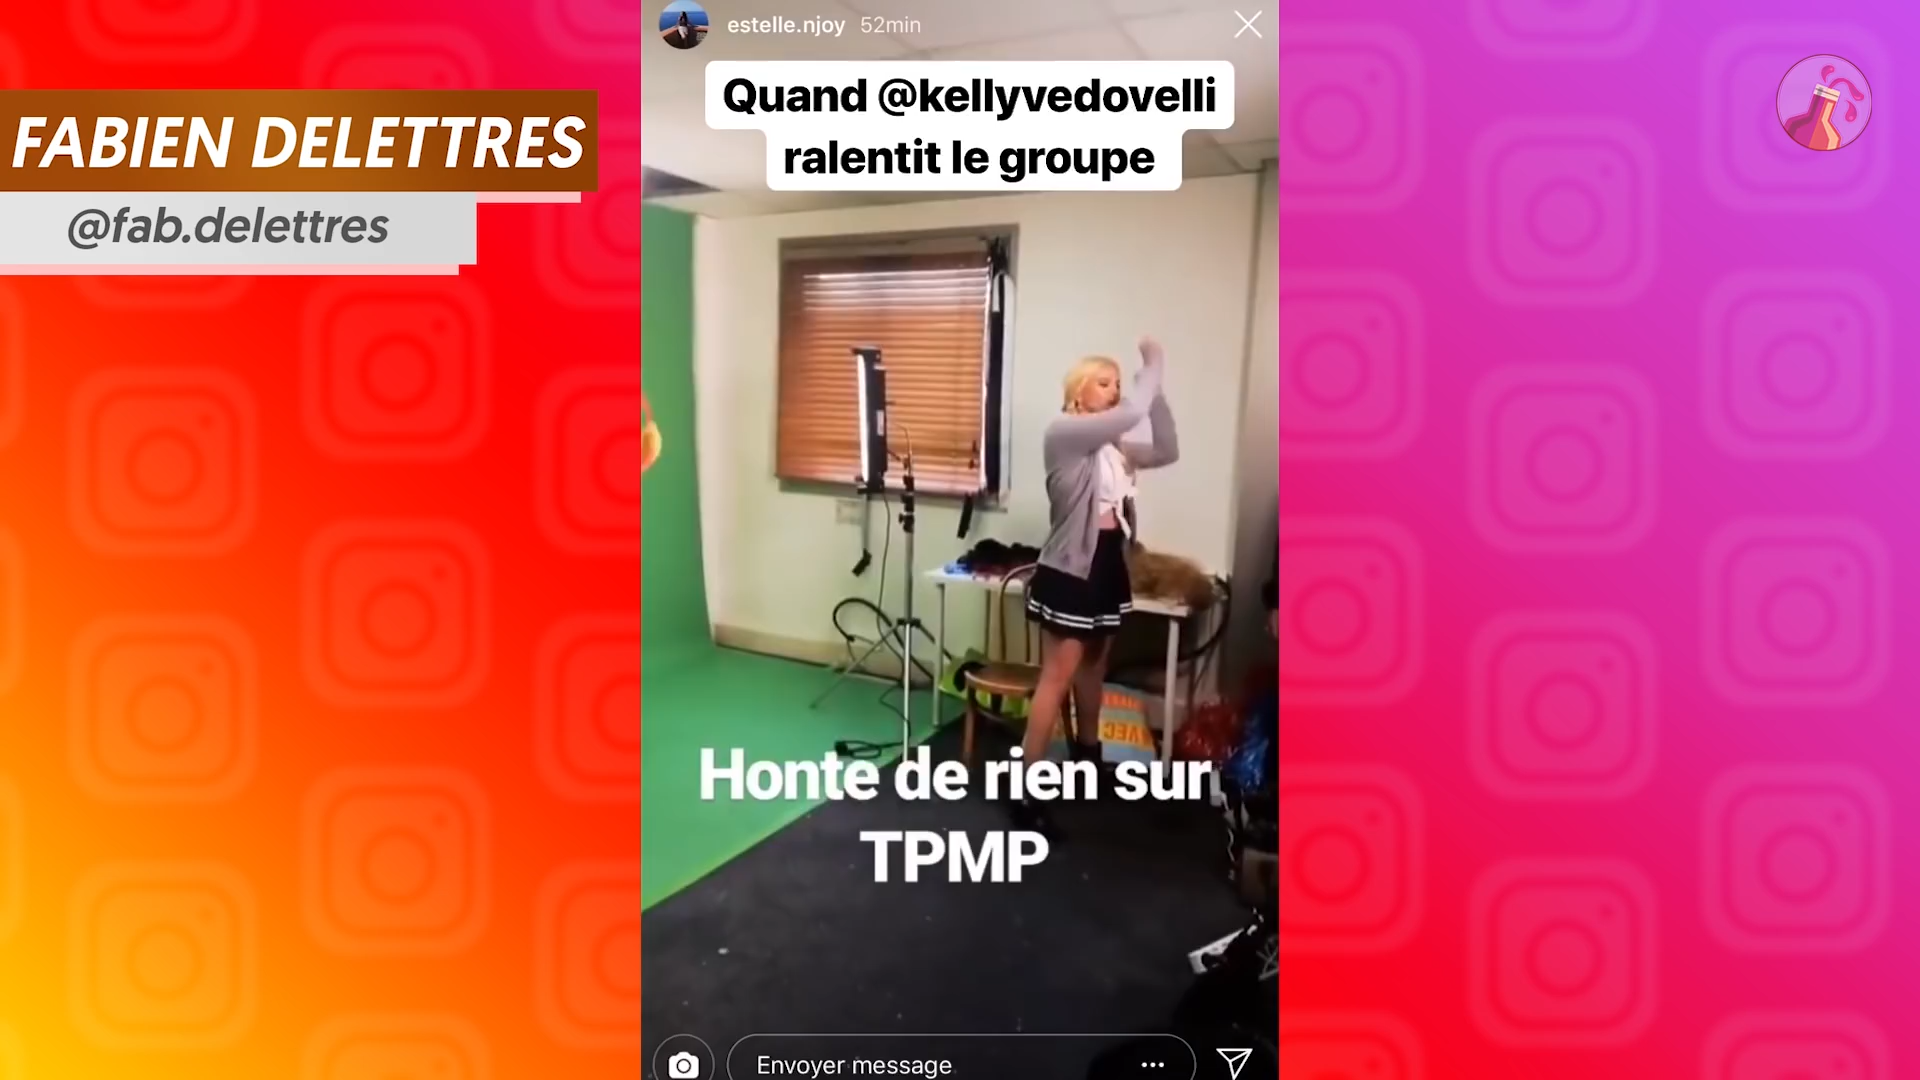 FABIEN DELETTRES
@fab.delettres
estelle.njoy 52min
Quand @kellyvedovelli
ralentit le groupe
Honte de rien sur
TPMP
Envoyer message